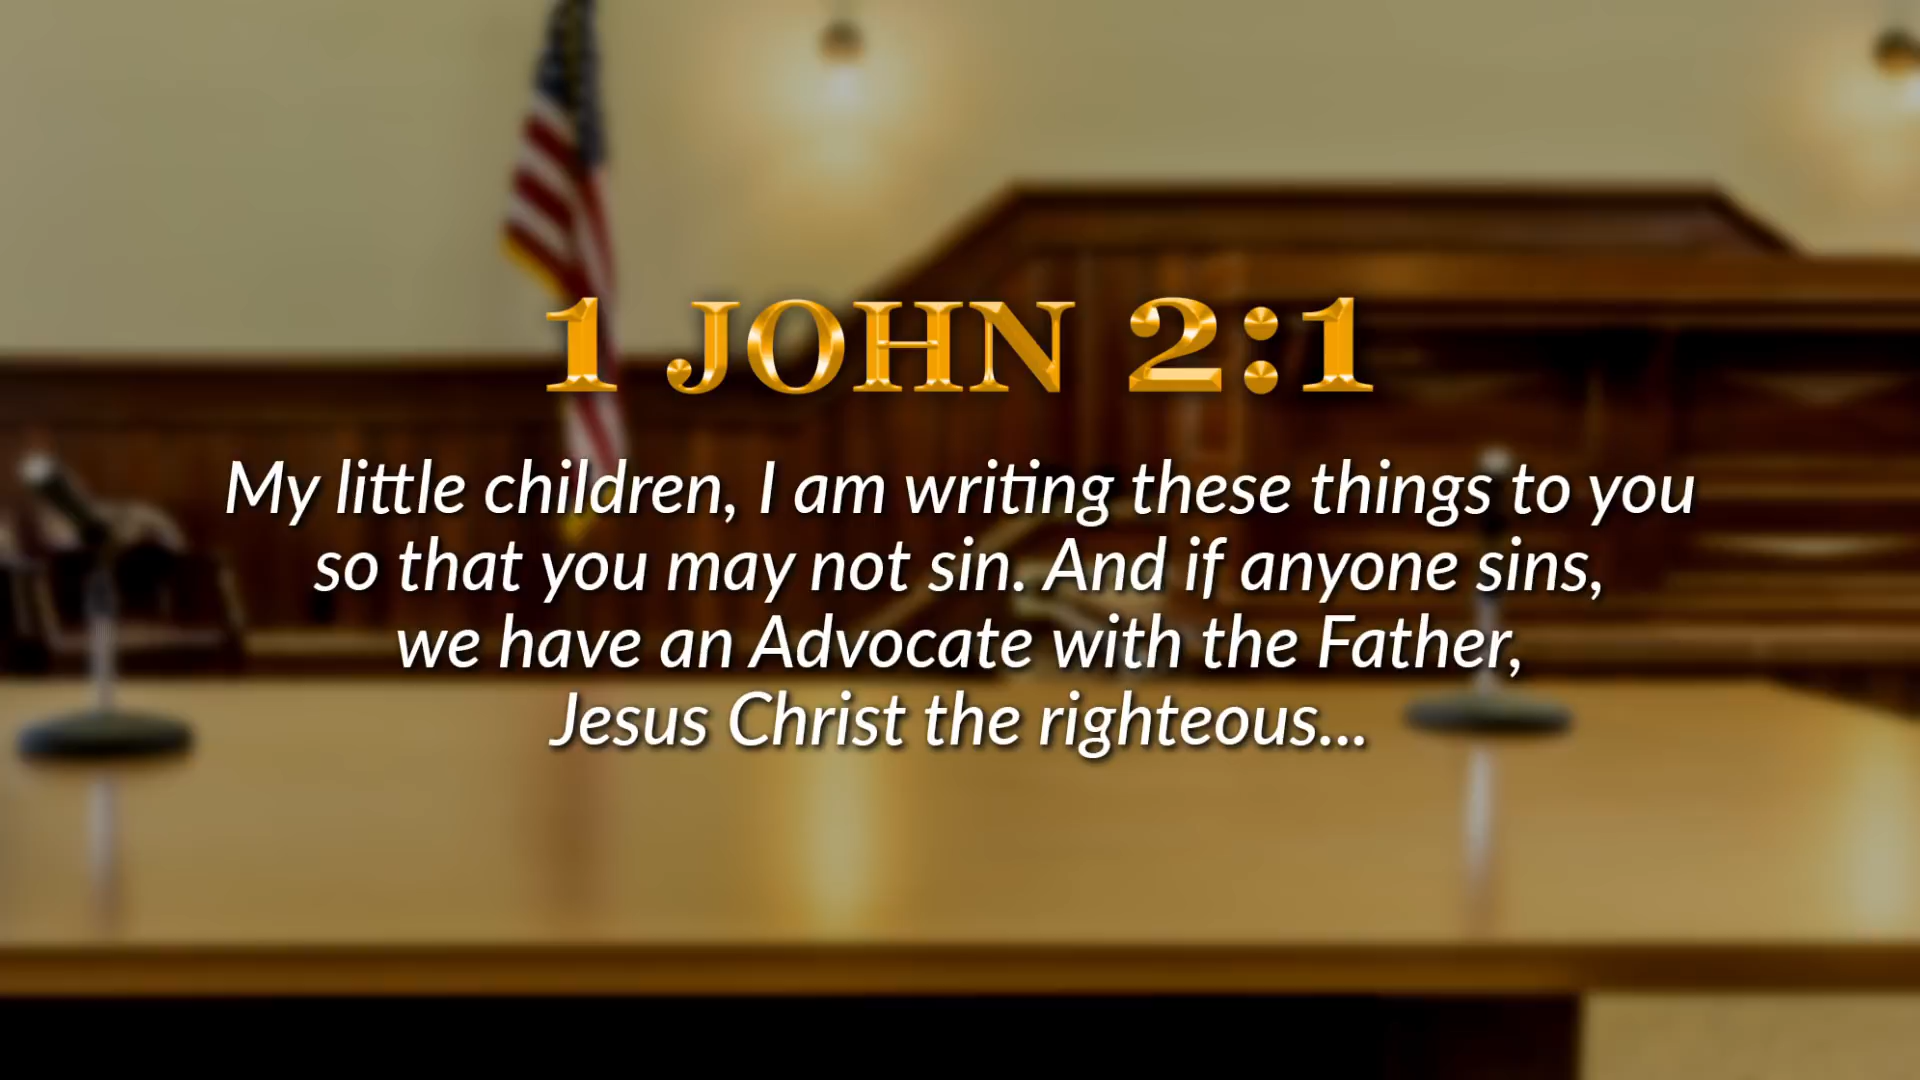 1 JOHN 2:1
My little children, I am writing these things to you
so that you may not sin. And if anyone sins,
we have an Advocate with the Father,
Jesus Christ the righteous...